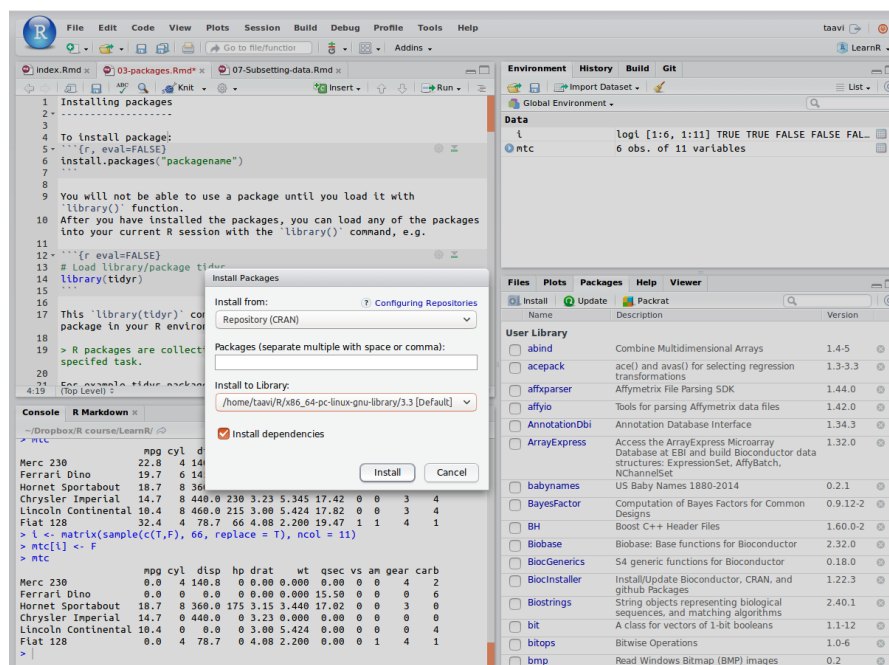 R
File Edit Code View Plots Session Build Debug Profile Tools Help
taavi
Go to file/function
Addins
LearnR
index.Rmd
03-packages.Rmd*
07-Subsetting-data.Rmd
ABC
Knit
Insert
Run
1 Installing packages
2 -------------------
3
4 To install package:
5 ```{r, eval=FALSE}
6 install.packages("packagename")
7 ```
8
9 You will not be able to use a package until you load it with
`library()` function.
10 After you have installed the packages, you can load any of the packages
into your current R session with the `library()` command, e.g.
11
12 ```{r eval=FALSE}
13 # Load library/package tidyr
14 library(tidyr)
15 ```
16
17 This `library(tidyr)` com
package in your R environ
18
19 > R packages are collecti
specifed task.
20
21 For example tidyr package
4:19 (Top Level)
Console R Markdown
~/Dropbox/R course/LearnR/
> mtc
mpg cyl di
Merc 230 22.8 4 140
Ferrari Dino 19.7 6 145
Hornet Sportabout 18.7 8 360
Chrysler Imperial 14.7 8 440.0 230 3.23 5.345 17.42 0 0 3 4
Lincoln Continental 10.4 8 460.0 215 3.00 5.424 17.82 0 0 3 4
Fiat 128 32.4 4 78.7 66 4.08 2.200 19.47 1 1 4 1
> i <- matrix(sample(c(T,F), 66, replace = T), ncol = 11)
> mtc[i] <- F
> mtc
mpg cyl disp hp drat wt qsec vs am gear carb
Merc 230 0.0 4 140.8 0 0.00 0.000 0.00 0 0 4 2
Ferrari Dino 0.0 0 0.0 0 0.00 0.000 15.50 0 0 0 6
Hornet Sportabout 18.7 8 360.0 175 3.15 3.440 17.02 0 0 3 0
Chrysler Imperial 14.7 0 440.0 0 3.23 0.000 0.00 0 0 0 4
Lincoln Continental 10.4 0 0.0 0 3.00 5.424 0.00 0 0 0 4
Fiat 128 0.0 4 78.7 0 4.08 2.200 0.00 0 1 4 1
>
Install Packages
Install from:
? Configuring Repositories
Repository (CRAN)
Packages (separate multiple with space or comma):
Install to Library:
/home/taavi/R/x86_64-pc-linux-gnu-library/3.3 [Default]
Install dependencies
Install
Cancel
Environment History Build Git
Import Dataset
List
Global Environment
Data
i logi [1:6, 1:11] TRUE TRUE FALSE FALSE FAL…
mtc 6 obs. of 11 variables
Files Plots Packages Help Viewer
Install Update Packrat
Name Description Version
User Library
abind Combine Multidimensional Arrays 1.4-5
acepack ace() and avas() for selecting regression 1.3-3.3
transformations
affxparser Affymetrix File Parsing SDK 1.44.0
affyio Tools for parsing Affymetrix data files 1.42.0
AnnotationDbi Annotation Database Interface 1.34.3
ArrayExpress Access the ArrayExpress Microarray 1.32.0
Database at EBI and build Bioconductor data
structures: ExpressionSet, AffyBatch,
NChannelSet
babynames US Baby Names 1880-2014 0.2.1
BayesFactor Computation of Bayes Factors for Common 0.9.12-2
Designs
BH Boost C++ Header Files 1.60.0-2
Biobase Biobase: Base functions for Bioconductor 2.32.0
BiocGenerics S4 generic functions for Bioconductor 0.18.0
BiocInstaller Install/Update Bioconductor, CRAN, and 1.22.3
github Packages
Biostrings String objects representing biological 2.40.1
sequences, and matching algorithms
bit A class for vectors of 1-bit booleans 1.1-12
bitops Bitwise Operations 1.0-6
bmp Read Windows Bitmap (BMP) images 0.2